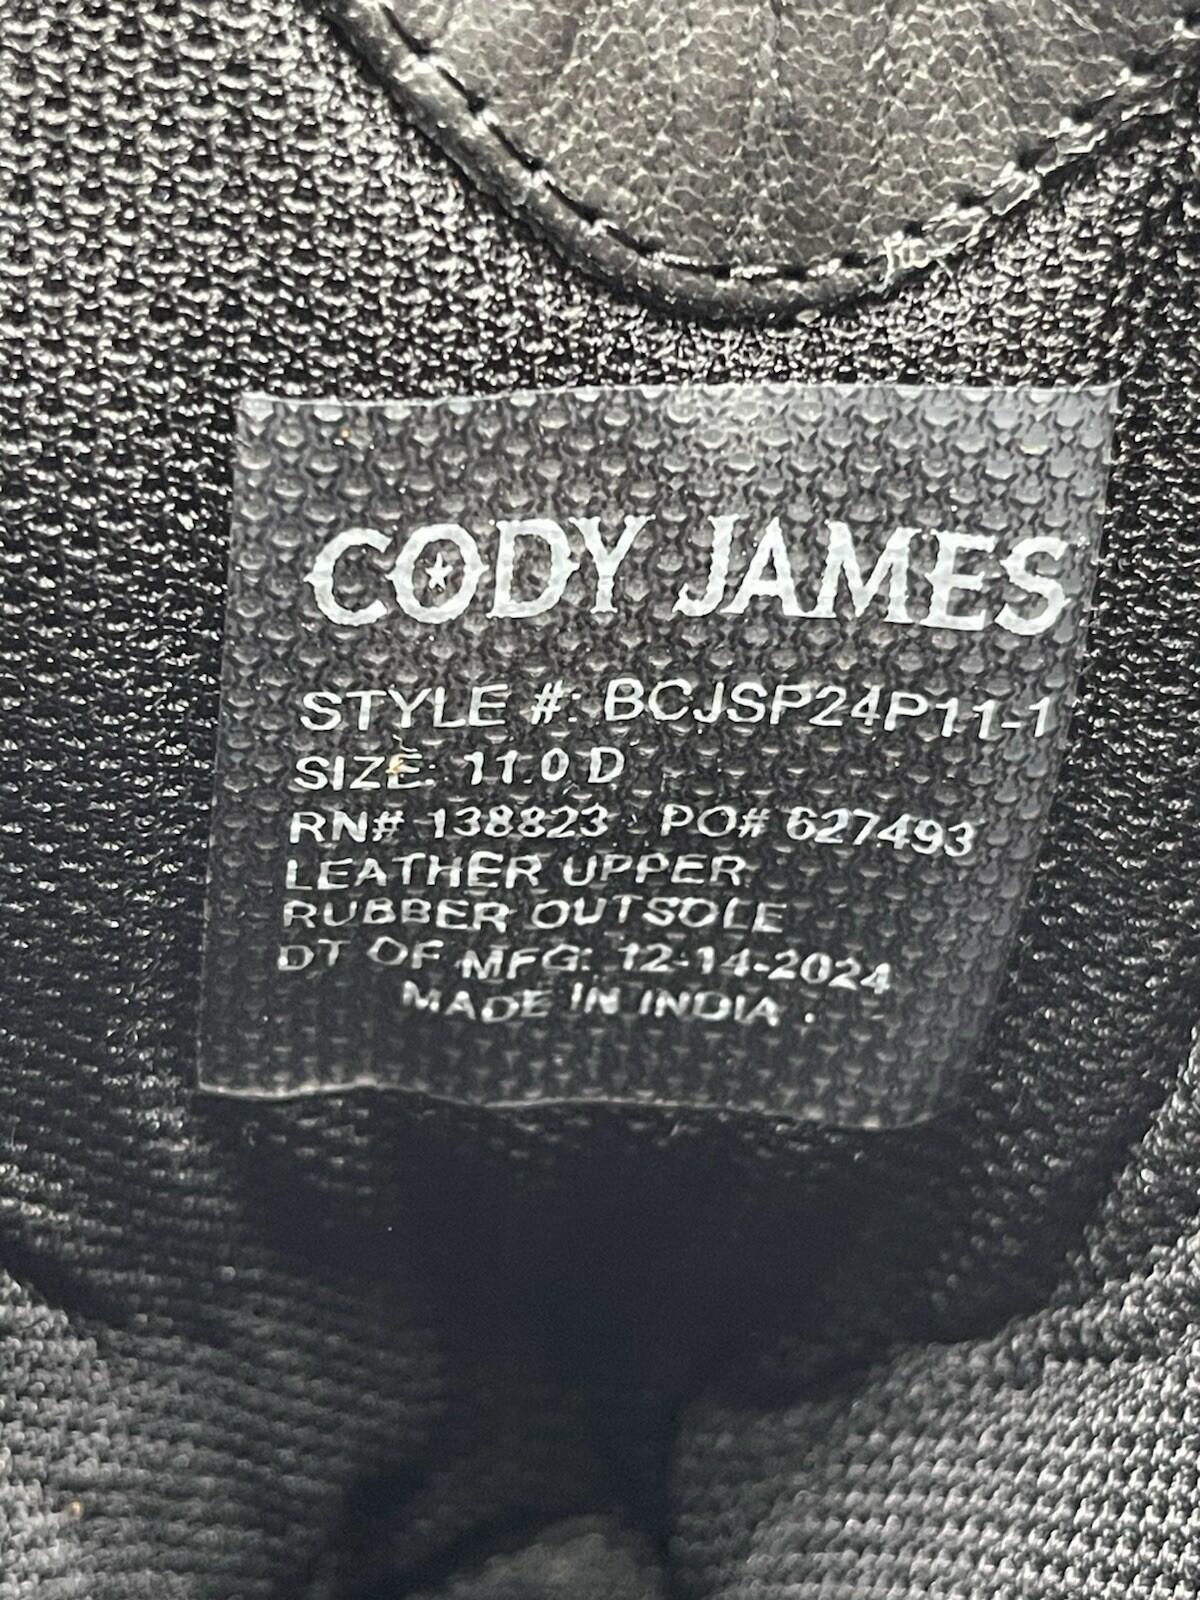 CODY JAMES
STYLE #: BCJSP24P11-1
SIZE: 11.0 D
RN# 138823 PO# 627493
LEATHER UPPER
RUBBER OUTSOLE
DT OF MFG: 12-14-2024
MADE IN INDIA